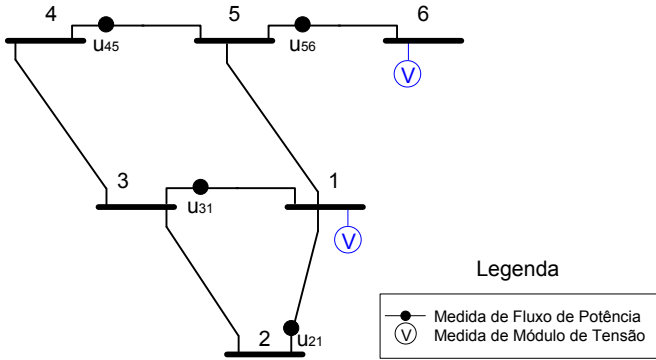 4 5 6
u45 u56
V
3 1
u31
V
Legenda
Medida de Fluxo de Potência
V Medida de Módulo de Tensão
2 u21